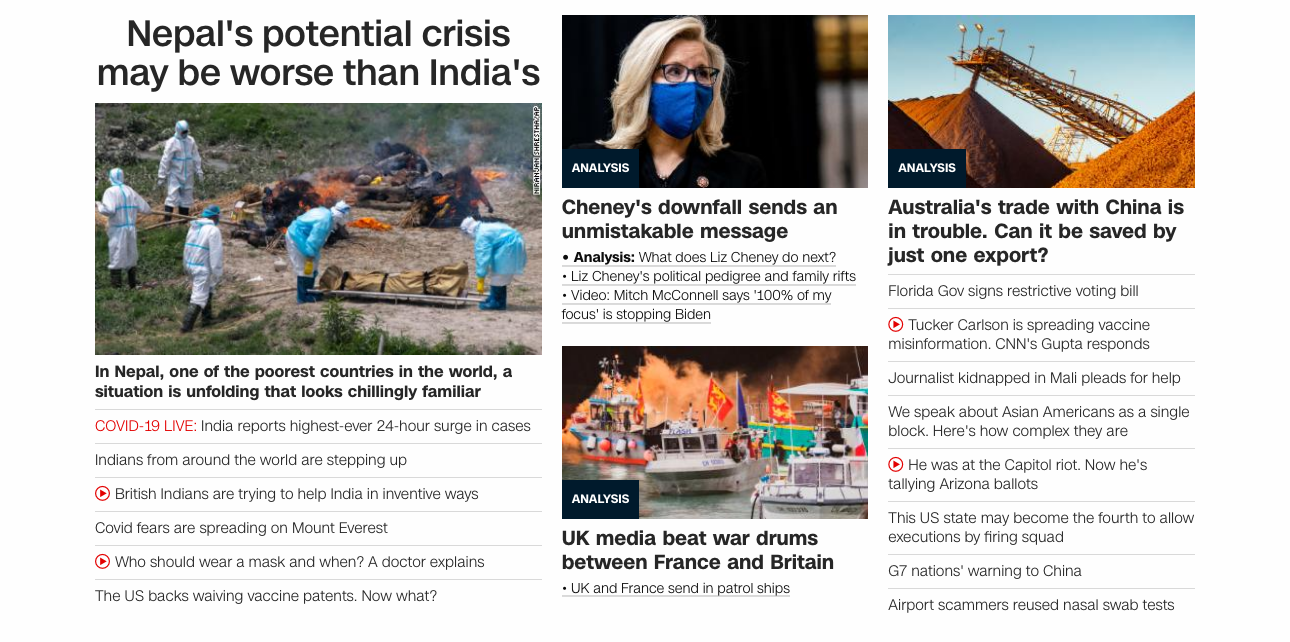 Nepal's potential crisis
may be worse than India's
NIRANJAN SHRESTHA/AP
In Nepal, one of the poorest countries in the world, a
situation is unfolding that looks chillingly familiar
COVID-19 LIVE: India reports highest-ever 24-hour surge in cases
Indians from around the world are stepping up
British Indians are trying to help India in inventive ways
Covid fears are spreading on Mount Everest
Who should wear a mask and when? A doctor explains
The US backs waiving vaccine patents. Now what?
ANALYSIS
Cheney's downfall sends an
unmistakable message
• Analysis: What does Liz Cheney do next?
• Liz Cheney's political pedigree and family rifts
• Video: Mitch McConnell says '100% of my
focus' is stopping Biden
ANALYSIS
UK media beat war drums
between France and Britain
• UK and France send in patrol ships
ANALYSIS
Australia's trade with China is
in trouble. Can it be saved by
just one export?
Florida Gov signs restrictive voting bill
Tucker Carlson is spreading vaccine
misinformation. CNN's Gupta responds
Journalist kidnapped in Mali pleads for help
We speak about Asian Americans as a single
block. Here's how complex they are
He was at the Capitol riot. Now he's
tallying Arizona ballots
This US state may become the fourth to allow
executions by firing squad
G7 nations' warning to China
Airport scammers reused nasal swab tests